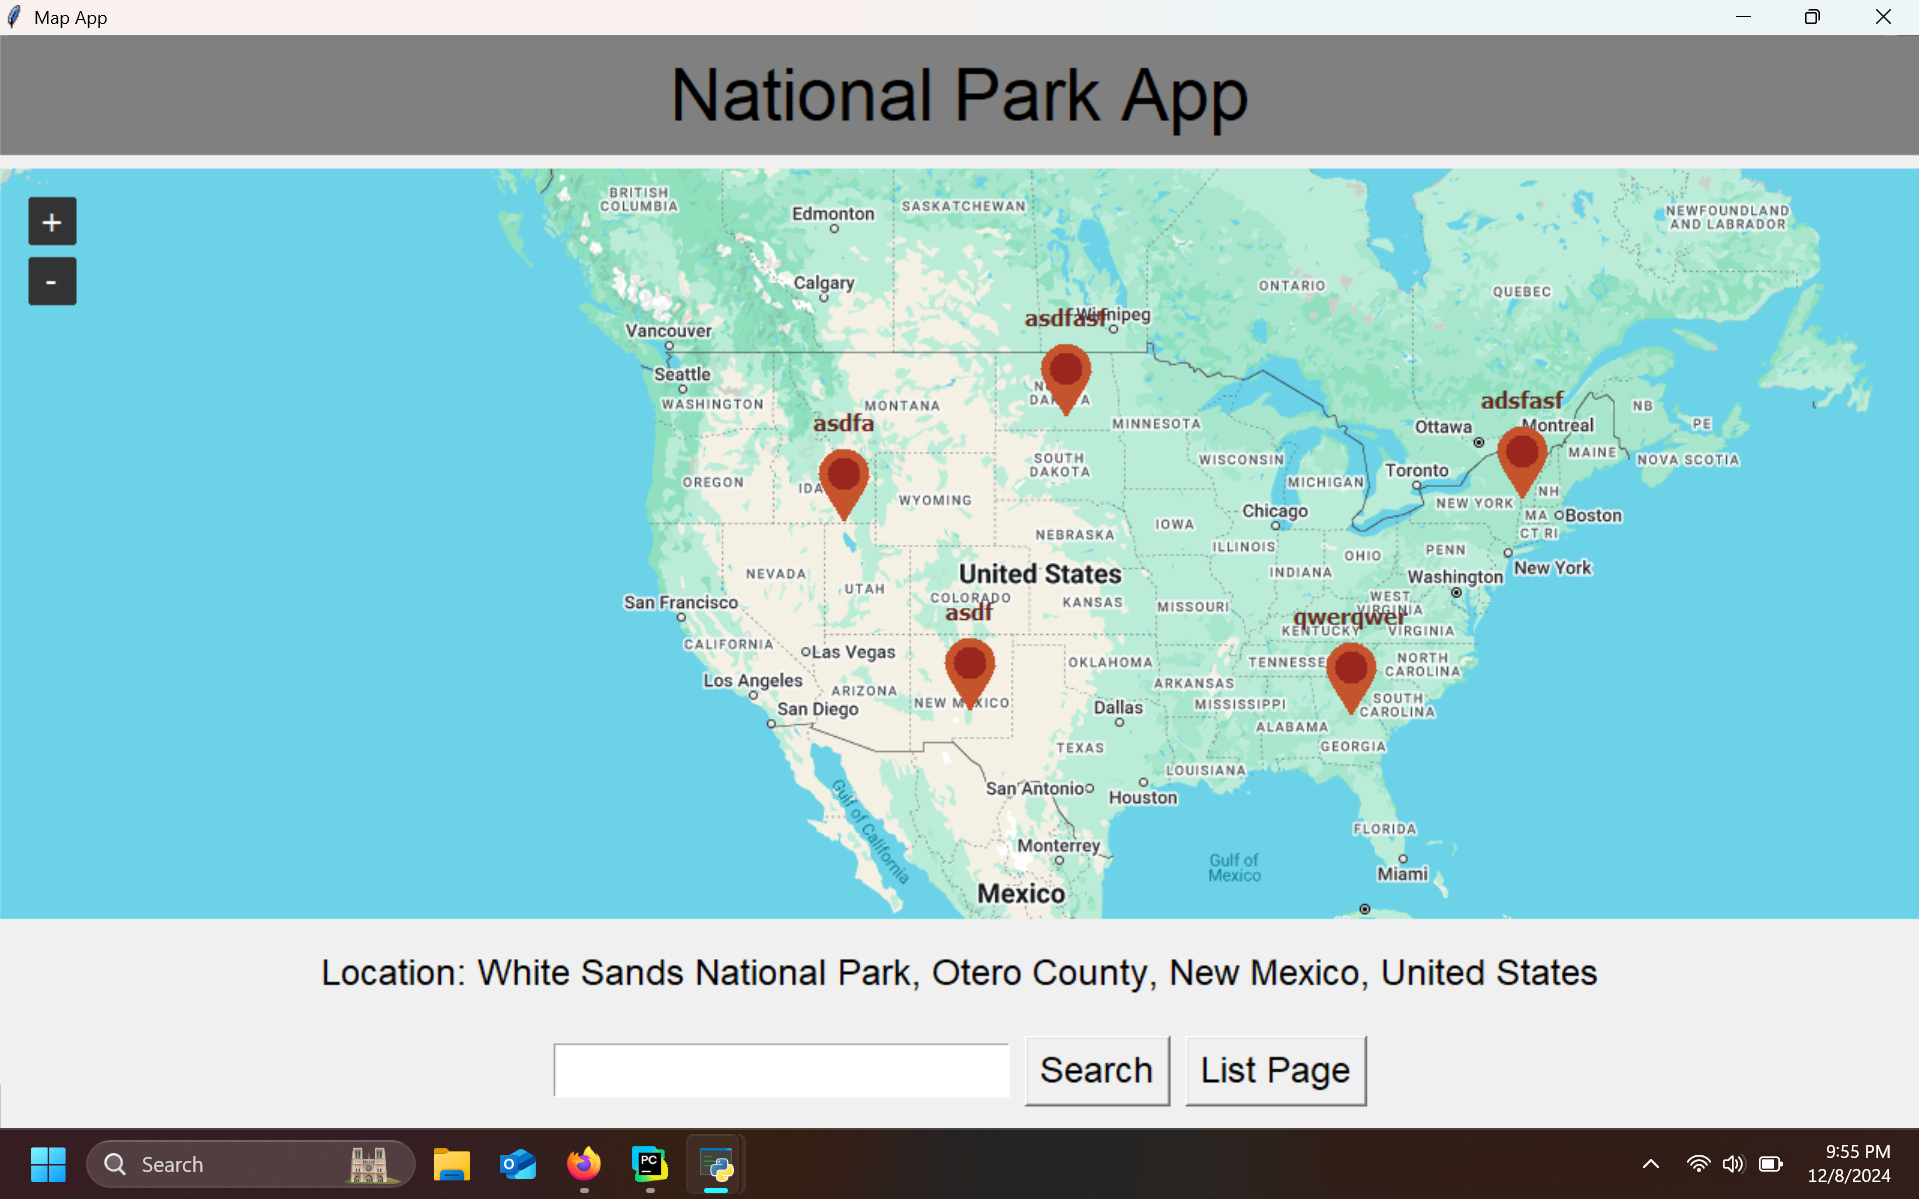 Map App
National Park App
+
-
BRITISH
COLUMBIA
Edmonton
SASKATCHEWAN
NEWFOUNDLAND
AND LABRADOR
Calgary
ONTARIO
QUEBEC
asdfasf
Winnipeg
Vancouver
Seattle
WASHINGTON
MONTANA
NORTH
DAKOTA
adsfasf
NB
asdfa
MINNESOTA
Ottawa
Montreal
PE
MAINE
NOVA SCOTIA
SOUTH
DAKOTA
WISCONSIN
Toronto
OREGON
IDA
WYOMING
MICHIGAN
NEW YORK
NH
Chicago
MA
Boston
IOWA
CT RI
NEBRASKA
ILLINOIS
OHIO
PENN
United States
NEVADA
INDIANA
Washington
New York
UTAH
COLORADO
KANSAS
MISSOURI
WEST
VIRGINIA
San Francisco
asdf
qwerqwer
KENTUCKY
VIRGINIA
CALIFORNIA
Las Vegas
OKLAHOMA
TENNESSE
NORTH
CAROLINA
Los Angeles
ARIZONA
NEW MEXICO
ARKANSAS
SOUTH
CAROLINA
San Diego
Dallas
MISSISSIPPI
ALABAMA
TEXAS
GEORGIA
LOUISIANA
San Antonio
Houston
Gulf of California
FLORIDA
Monterrey
Gulf of
Mexico
Miami
Mexico
Location: White Sands National Park, Otero County, New Mexico, United States
Search
List Page
Search
PC
9:55 PM
12/8/2024